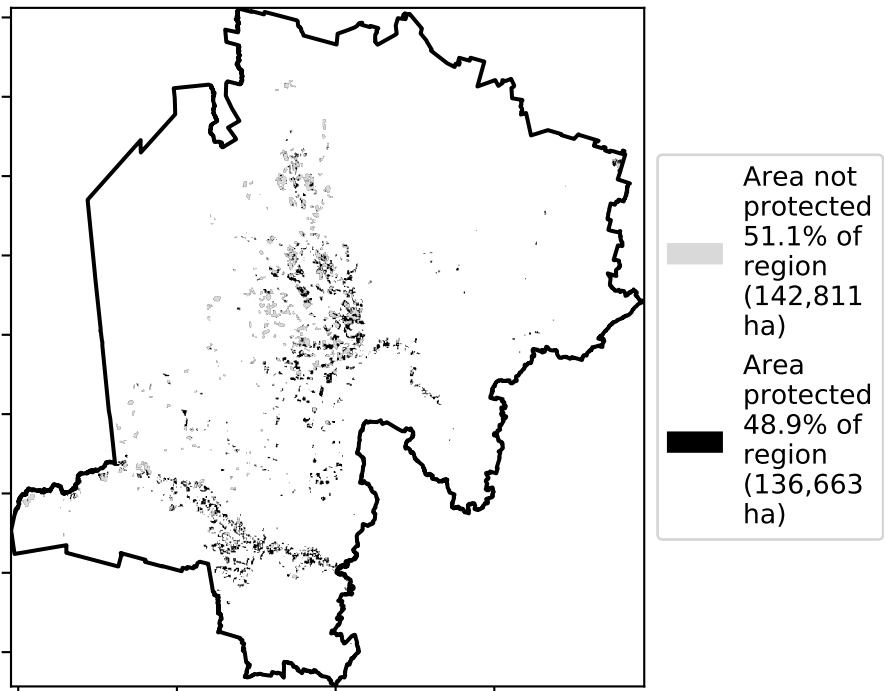 Area not
protected
51.1% of
region
(142,811
ha)
Area
protected
48.9% of
region
(136,663
ha)